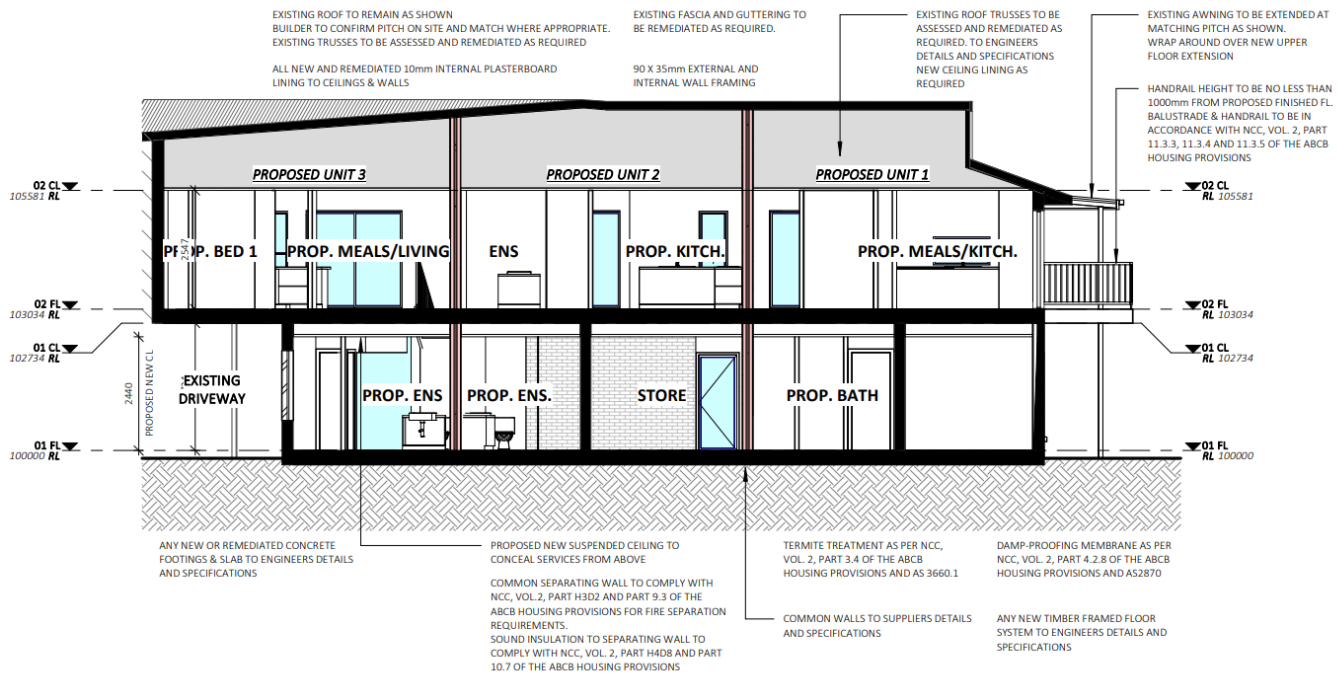 EXISTING ROOF TO REMAIN AS SHOWN
BUILDER TO CONFIRM PITCH ON SITE AND MATCH WHERE APPROPRIATE.
EXISTING TRUSSES TO BE ASSESSED AND REMEDIATED AS REQUIRED
ALL NEW AND REMEDIATED 10mm INTERNAL PLASTERBOARD
LINING TO CEILINGS & WALLS
EXISTING FASCIA AND GUTTERING TO
BE REMEDIATED AS REQUIRED.
90 X 35mm EXTERNAL AND
INTERNAL WALL FRAMING
EXISTING ROOF TRUSSES TO BE
ASSESSED AND REMEDIATED AS
REQUIRED. TO ENGINEERS
DETAILS AND SPECIFICATIONS
NEW CEILING LINING AS
REQUIRED
EXISTING AWNING TO BE EXTENDED AT
MATCHING PITCH AS SHOWN.
WRAP AROUND OVER NEW UPPER
FLOOR EXTENSION
HANDRAIL HEIGHT TO BE NO LESS THAN
1000mm FROM PROPOSED FINISHED FL.
BALUSTRADE & HANDRAIL TO BE IN
ACCORDANCE WITH NCC, VOL. 2, PART
11.3.3, 11.3.4 AND 11.3.5 OF THE ABCB
HOUSING PROVISIONS
PROPOSED UNIT 3
PROPOSED UNIT 2
PROPOSED UNIT 1
02 CL
105581 RL
02 CL
RL 105581
2547
PROP. BED 1
PROP. MEALS/LIVING
ENS
PROP. KITCH.
PROP. MEALS/KITCH.
02 FL
103034 RL
02 FL
RL 103034
01 CL
102734 RL
01 CL
RL 102734
2440
PROPOSED NEW CL
EXISTING
DRIVEWAY
PROP. ENS
PROP. ENS.
STORE
PROP. BATH
01 FL
100000 RL
01 FL
RL 100000
ANY NEW OR REMEDIATED CONCRETE
FOOTINGS & SLAB TO ENGINEERS DETAILS
AND SPECIFICATIONS
PROPOSED NEW SUSPENDED CEILING TO
CONCEAL SERVICES FROM ABOVE
COMMON SEPARATING WALL TO COMPLY WITH
NCC, VOL.2, PART H3D2 AND PART 9.3 OF THE
ABCB HOUSING PROVISIONS FOR FIRE SEPARATION
REQUIREMENTS.
SOUND INSULATION TO SEPARATING WALL TO
COMPLY WITH NCC, VOL. 2, PART H4D8 AND PART
10.7 OF THE ABCB HOUSING PROVISIONS
TERMITE TREATMENT AS PER NCC,
VOL. 2, PART 3.4 OF THE ABCB
HOUSING PROVISIONS AND AS 3660.1
COMMON WALLS TO SUPPLIERS DETAILS
AND SPECIFICATIONS
DAMP-PROOFING MEMBRANE AS PER
NCC, VOL. 2, PART 4.2.8 OF THE ABCB
HOUSING PROVISIONS AND AS2870
ANY NEW TIMBER FRAMED FLOOR
SYSTEM TO ENGINEERS DETAILS AND
SPECIFICATIONS